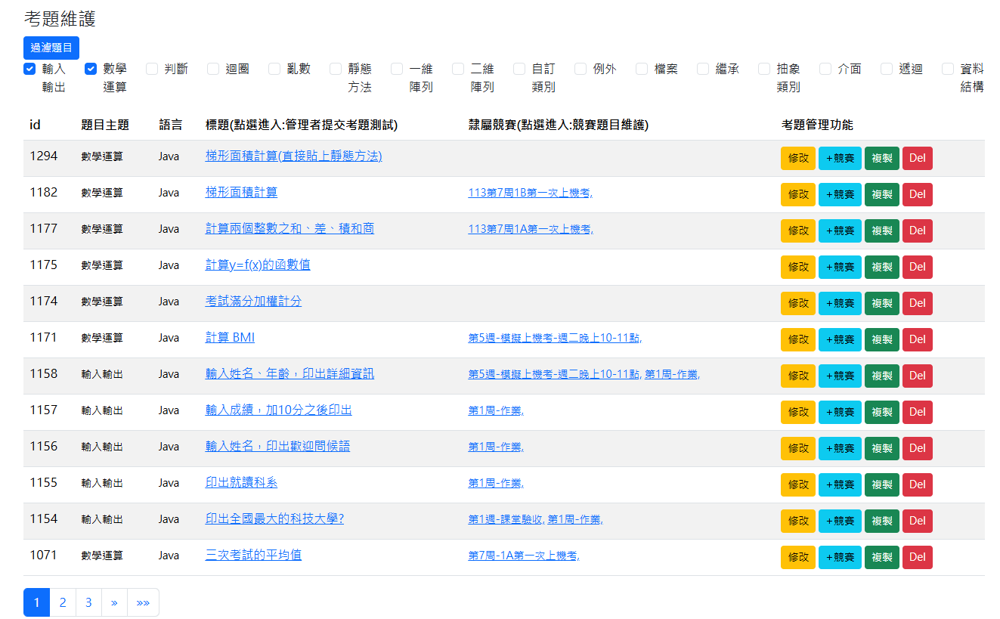 考題維護
過濾題目
輸入輸出 數學運算 判斷 迴圈 亂數 靜態方法 一維陣列 二維陣列 自訂類別 例外 檔案 繼承 抽象類別 介面 遞迴 資料結構
id 題目主題 語言 標題(點選進入:管理者提交考題測試) 隸屬競賽(點選進入:競賽題目維護) 考題管理功能
1294 數學運算 Java 梯形面積計算(直接貼上靜態方法) 修改 +競賽 複製 Del
1182 數學運算 Java 梯形面積計算 113第7周1B第一次上機考, 修改 +競賽 複製 Del
1177 數學運算 Java 計算兩個整數之和、差、積和商 113第7周1A第一次上機考, 修改 +競賽 複製 Del
1175 數學運算 Java 計算y=f(x)的函數值 修改 +競賽 複製 Del
1174 數學運算 Java 考試滿分加權計分 修改 +競賽 複製 Del
1171 數學運算 Java 計算 BMI 第5週-模擬上機考-週二晚上10-11點, 修改 +競賽 複製 Del
1158 輸入輸出 Java 輸入姓名、年齡，印出詳細資訊 第5週-模擬上機考-週二晚上10-11點, 第1周-作業, 修改 +競賽 複製 Del
1157 輸入輸出 Java 輸入成績，加10分之後印出 第1周-作業, 修改 +競賽 複製 Del
1156 輸入輸出 Java 輸入姓名，印出歡迎問候語 第1周-作業, 修改 +競賽 複製 Del
1155 輸入輸出 Java 印出就讀科系 第1周-作業, 修改 +競賽 複製 Del
1154 輸入輸出 Java 印出全國最大的科技大學? 第1週-課堂驗收, 第1周-作業, 修改 +競賽 複製 Del
1071 數學運算 Java 三次考試的平均值 第7周-1A第一次上機考, 修改 +競賽 複製 Del
1 2 3 » »»